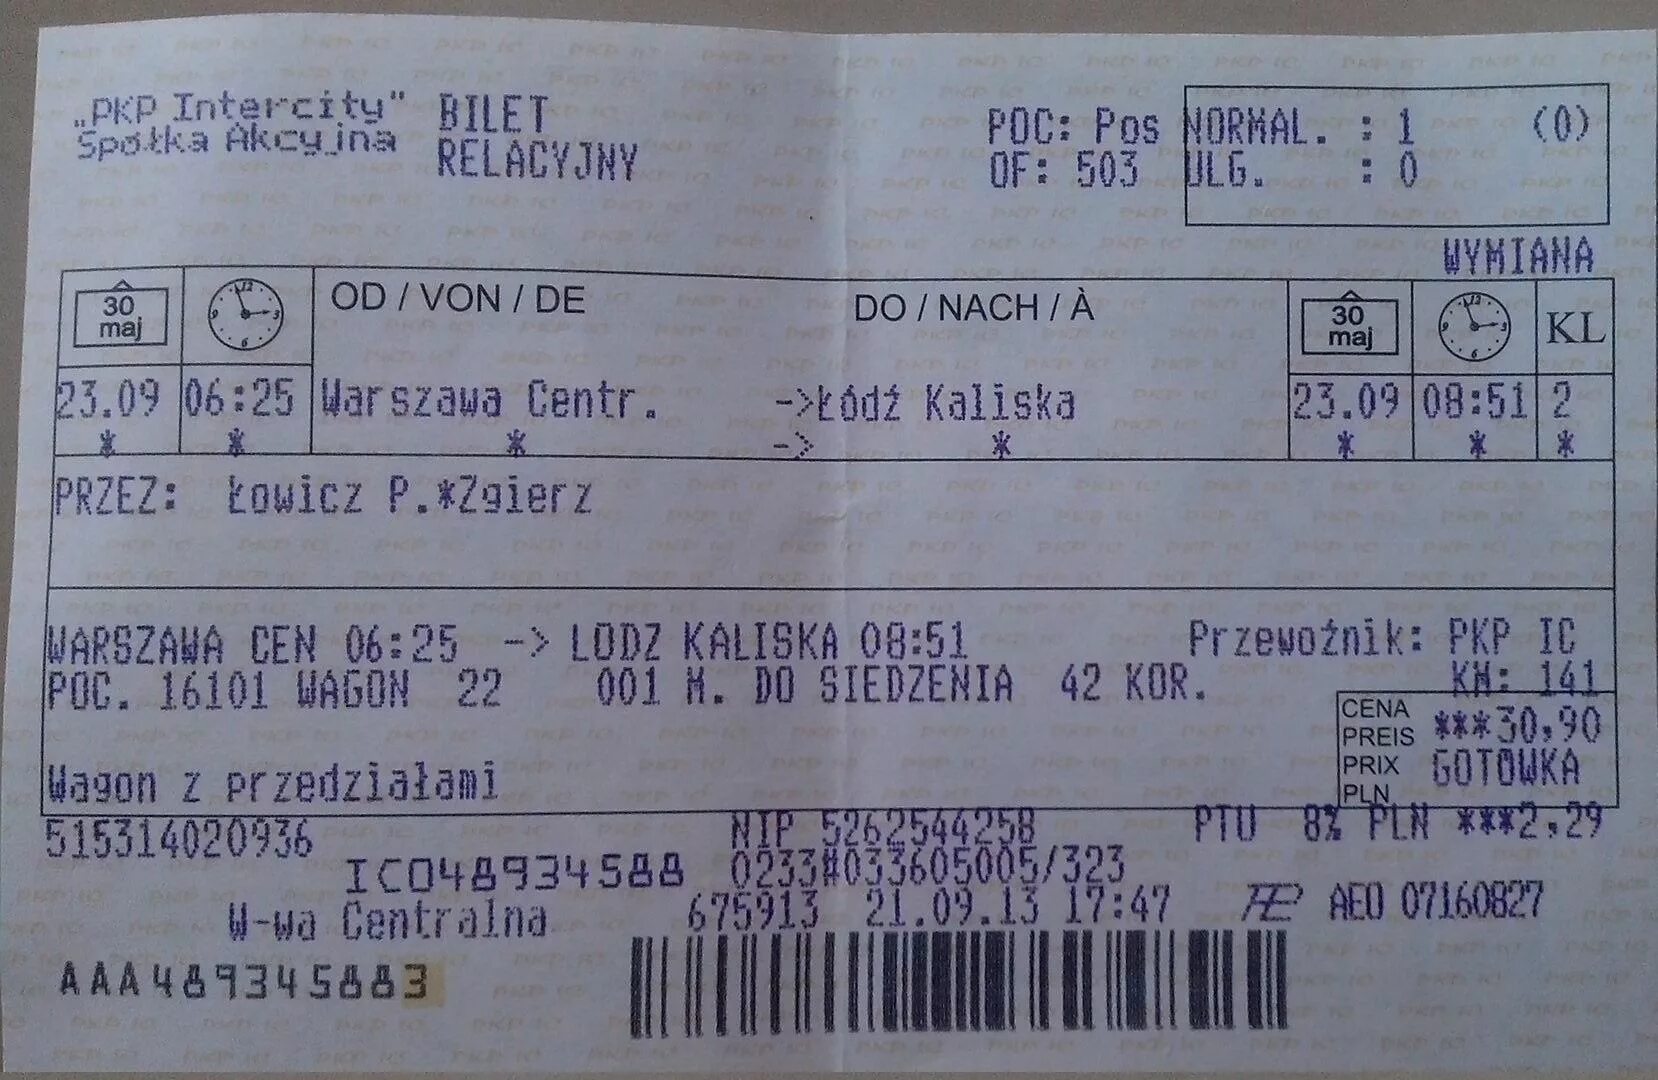 „PKP Intercity" BILET POC: Pos NORMAL. : 1 (0)
Spółka Akcyjna RELACYJNY OF: 503 ULG. : 0
WYMIANA
30 maj OD / VON / DE DO / NACH / À 30 maj KL
23.09 06:25 Warszawa Centr. ->Łódź Kaliska 23.09 08:51 2
* * * -> * * * *
PRZEZ: Łowicz P.*Zgierz
WARSZAWA CEN 06:25 -> LODZ KALISKA 08:51 Przewoźnik: PKP IC
POC. 16101 WAGON 22 001 M. DO SIEDZENIA 42 KOR. KM: 141
CENA PREIS PRIX PLN ***30,90
GOTÓWKA
Wagon z przedziałami
515314020936 NIP 5262544258 PTU 8% PLN ***2,29
IC048934588 0233#033605005/323
W-wa Centralna 675913 21.09.13 17:47 AEO 07160827
AAA489345883